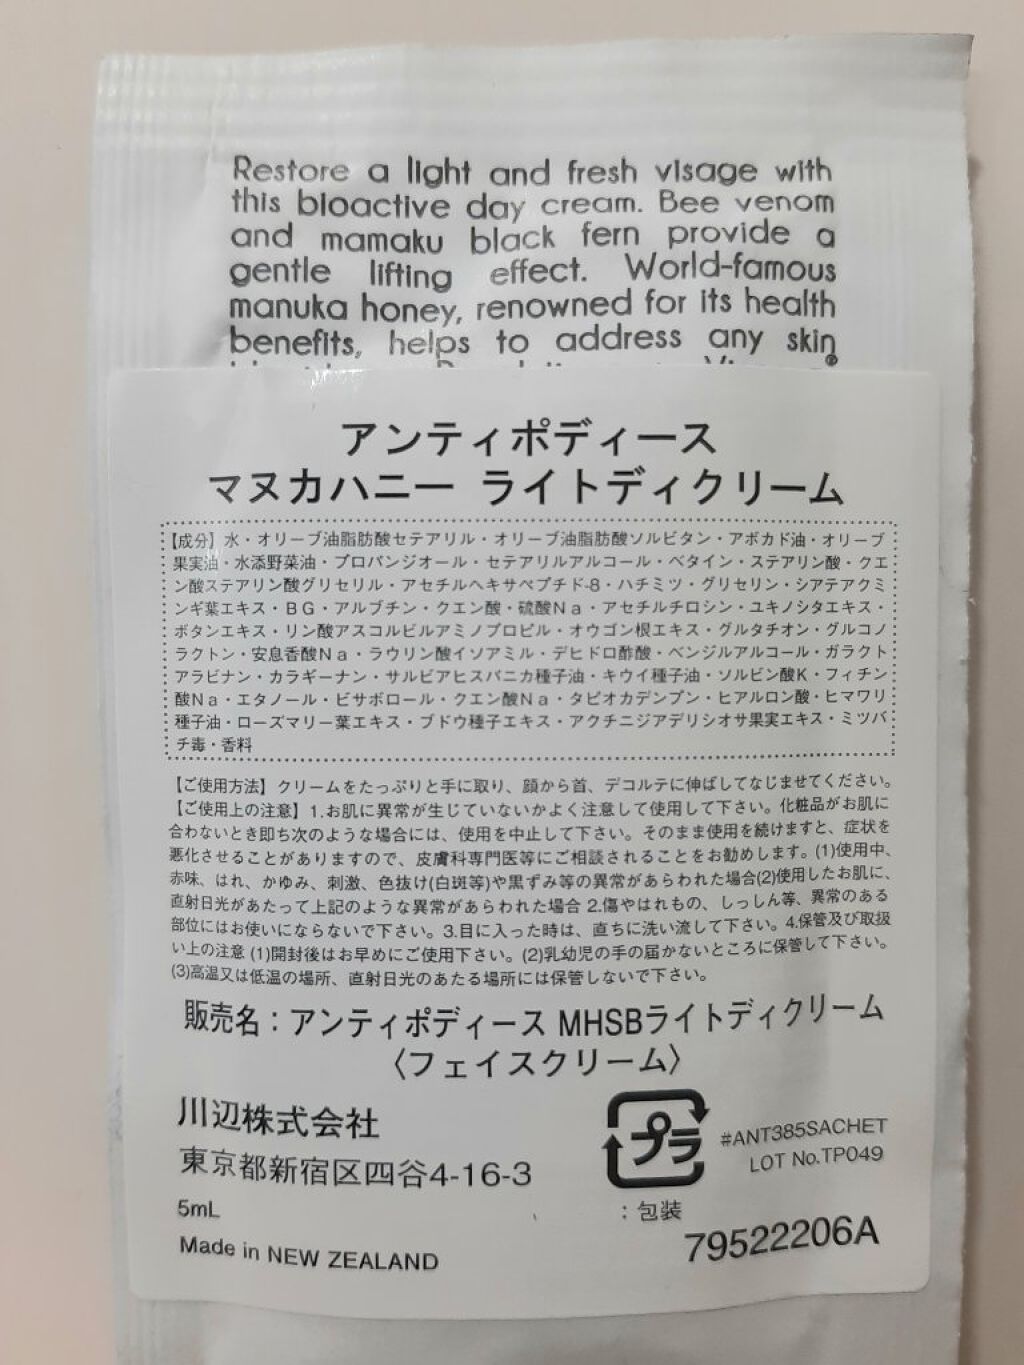 Restore a light and fresh visage with
this bioactive day cream. Bee venom
and mamaku black fern provide a
gentle lifting effect. World-famous
manuka honey, renowned for its health
benefits, helps to address any skin
アンティポディース
マヌカハニー ライトディクリーム
【成分】水・オリーブ油脂肪酸セテアリル・オリーブ油脂肪酸ソルビタン・アボカド油・オリーブ
果実油・水添野菜油・プロパンジオール・セテアリルアルコール・ベタイン・ステアリン酸・クエ
ン酸ステアリン酸グリセリル・アセチルヘキサペプチド-8・ハチミツ・グリセリン・シアテアクミ
ンギ葉エキス・BG・アルブチン・クエン酸・硫酸Na・アセチルチロシン・ユキノシタエキス・
ボタンエキス・リン酸アスコルビルアミノプロピル・オウゴン根エキス・グルタチオン・グルコノ
ラクトン・安息香酸Na・ラウリン酸イソアミル・デヒドロ酢酸・ベンジルアルコール・ガラクト
アラビナン・カラギーナン・サルビアヒスパニカ種子油・キウイ種子油・ソルビン酸K・フィチン
酸Na・エタノール・ビサボロール・クエン酸Na・タピオカデンプン・ヒアルロン酸・ヒマワリ
種子油・ローズマリー葉エキス・ブドウ種子エキス・アクチニジアデリシオサ果実エキス・ミツバ
チ毒・香料
【ご使用方法】クリームをたっぷりと手に取り、顔から首、デコルテに伸ばしてなじませてください。
【ご使用上の注意】1.お肌に異常が生じていないかよく注意して使用して下さい。化粧品がお肌に
合わないとき即ち次のような場合には、使用を中止して下さい。そのまま使用を続けますと、症状を
悪化させることがありますので、皮膚科専門医等にご相談されることをお勧めします。(1)使用中、
赤味、はれ、かゆみ、刺激、色抜け(白斑等)や黒ずみ等の異常があらわれた場合(2)使用したお肌に、
直射日光があたって上記のような異常があらわれた場合 2.傷やはれもの、しっしん等、異常のある
部位にはお使いにならないで下さい。3.目に入った時は、直ちに洗い流して下さい。4.保管及び取扱
い上の注意 (1)開封後はお早めにご使用下さい。(2)乳幼児の手の届かないところに保管して下さい。
(3)高温又は低温の場所、直射日光のあたる場所には保管しないで下さい。
販売名：アンティポディース MHSBライトディクリーム
〈フェイスクリーム〉
川辺株式会社
東京都新宿区四谷4-16-3
5mL
Made in NEW ZEALAND
プラ
：包装
#ANT385SACHET
LOT No.TP049
79522206A